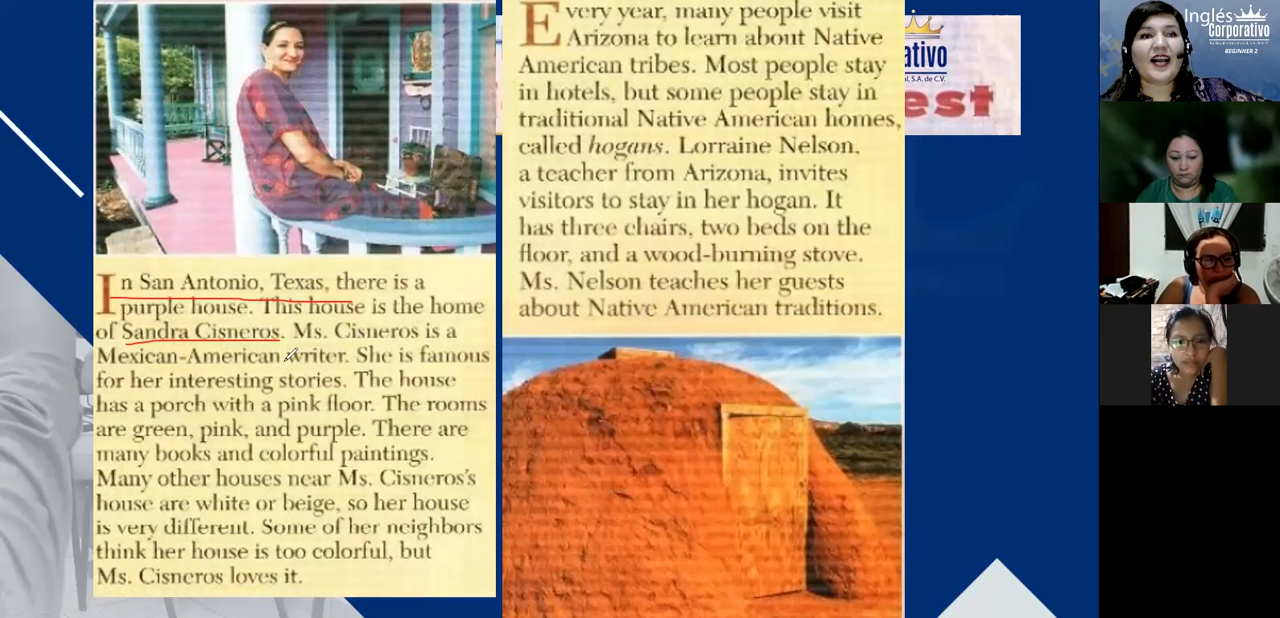 In San Antonio, Texas, there is a
purple house. This house is the home
of Sandra Cisneros. Ms. Cisneros is a
Mexican-American writer. She is famous
for her interesting stories. The house
has a porch with a pink floor. The rooms
are green, pink, and purple. There are
many books and colorful paintings.
Many other houses near Ms. Cisneros's
house are white or beige, so her house
is very different. Some of her neighbors
think her house is too colorful, but
Ms. Cisneros loves it.
Every year, many people visit
Arizona to learn about Native
American tribes. Most people stay
in hotels, but some people stay in
traditional Native American homes,
called hogans. Lorraine Nelson,
a teacher from Arizona, invites
visitors to stay in her hogan. It
has three chairs, two beds on the
floor, and a wood-burning stove.
Ms. Nelson teaches her guests
about Native American traditions.
ativo
S.A. de C.V.
est
Inglés
Corporativo
BEGINNER 2